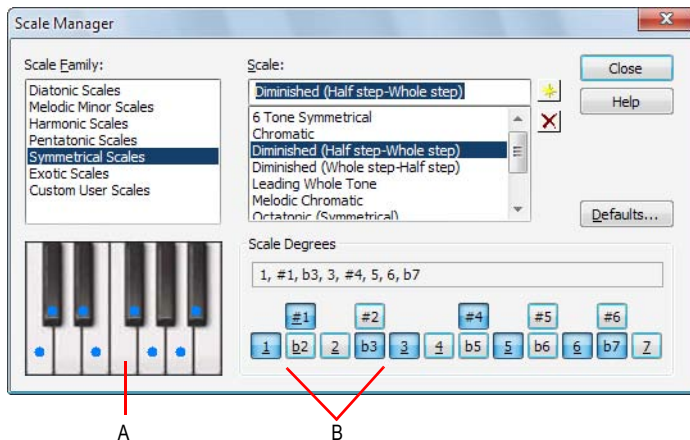 Scale Manager
Scale Family:
Diatonic Scales
Melodic Minor Scales
Harmonic Scales
Pentatonic Scales
Symmetrical Scales
Exotic Scales
Custom User Scales
Scale:
Diminished (Half step-Whole step)
6 Tone Symmetrical
Chromatic
Diminished (Half step-Whole step)
Diminished (Whole step-Half step)
Leading Whole Tone
Melodic Chromatic
Octatonic (Symmetrical)
Close
Help
Defaults...
Scale Degrees
1, #1, b3, 3, #4, 5, 6, b7
#1 #2 #4 #5 #6
1 b2 2 b3 3 4 b5 5 b6 6 b7 7
A B